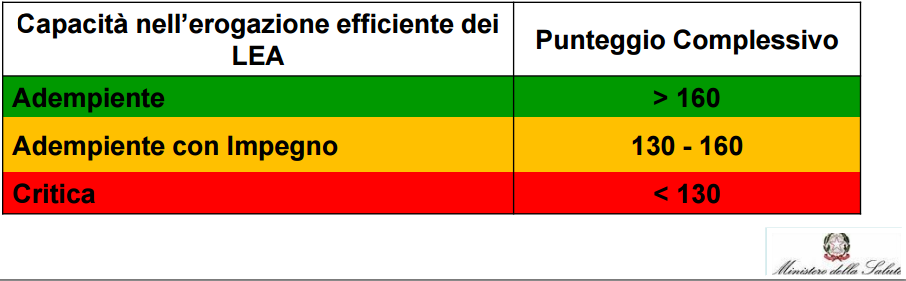 Capacità nell’erogazione efficiente dei
LEA
Punteggio Complessivo
Adempiente
> 160
Adempiente con Impegno
130 - 160
Critica
< 130
Ministero della Salute